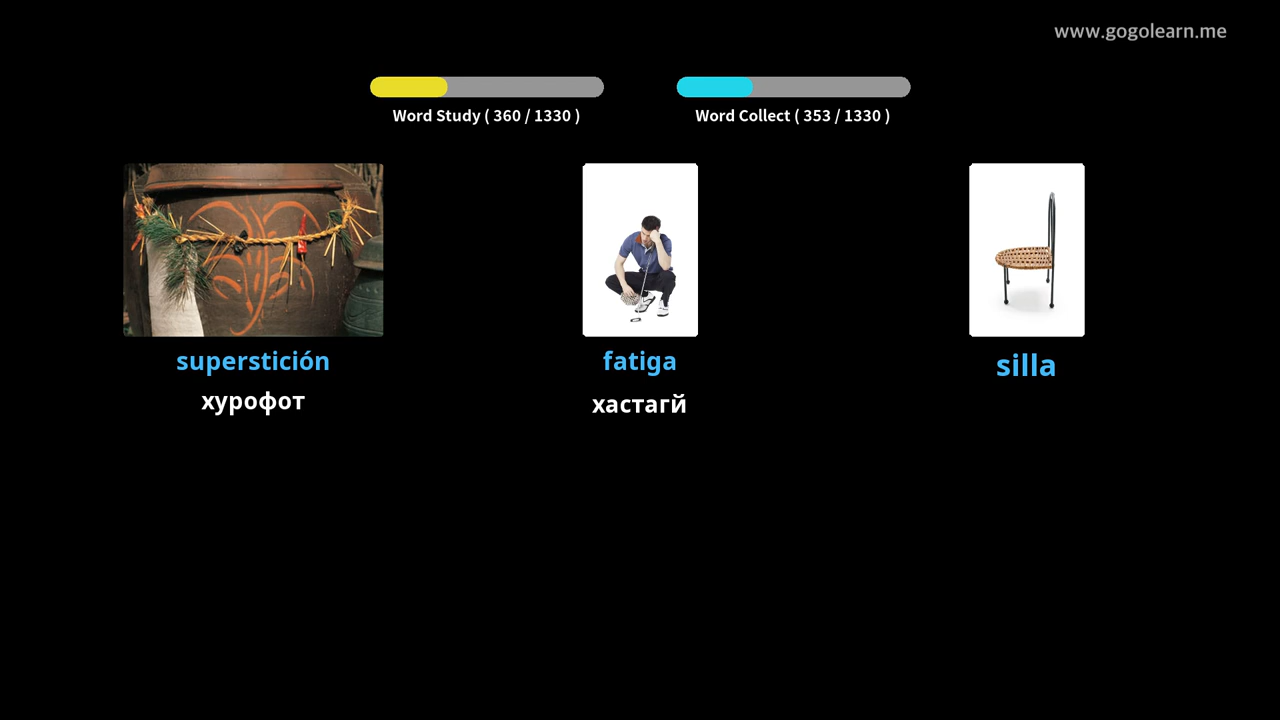 www.gogolearn.me
Word Study ( 360 / 1330 )
Word Collect ( 353 / 1330 )
superstición
fatiga
silla
хурофот
хастагй